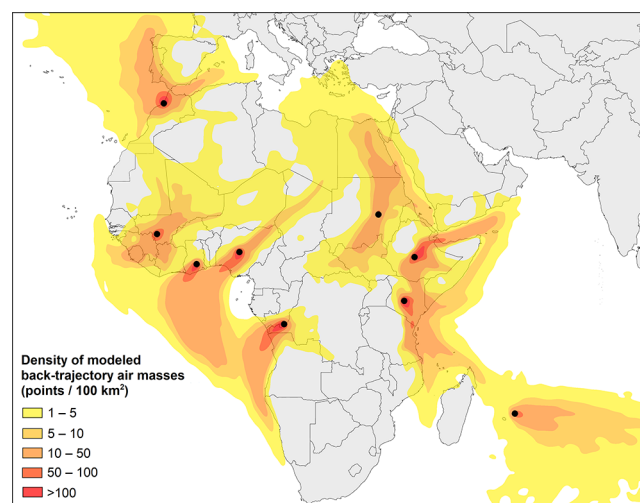 Density of modeled
back-trajectory air masses
(points / 100 km²)
1 – 5
5 – 10
10 – 50
50 – 100
>100